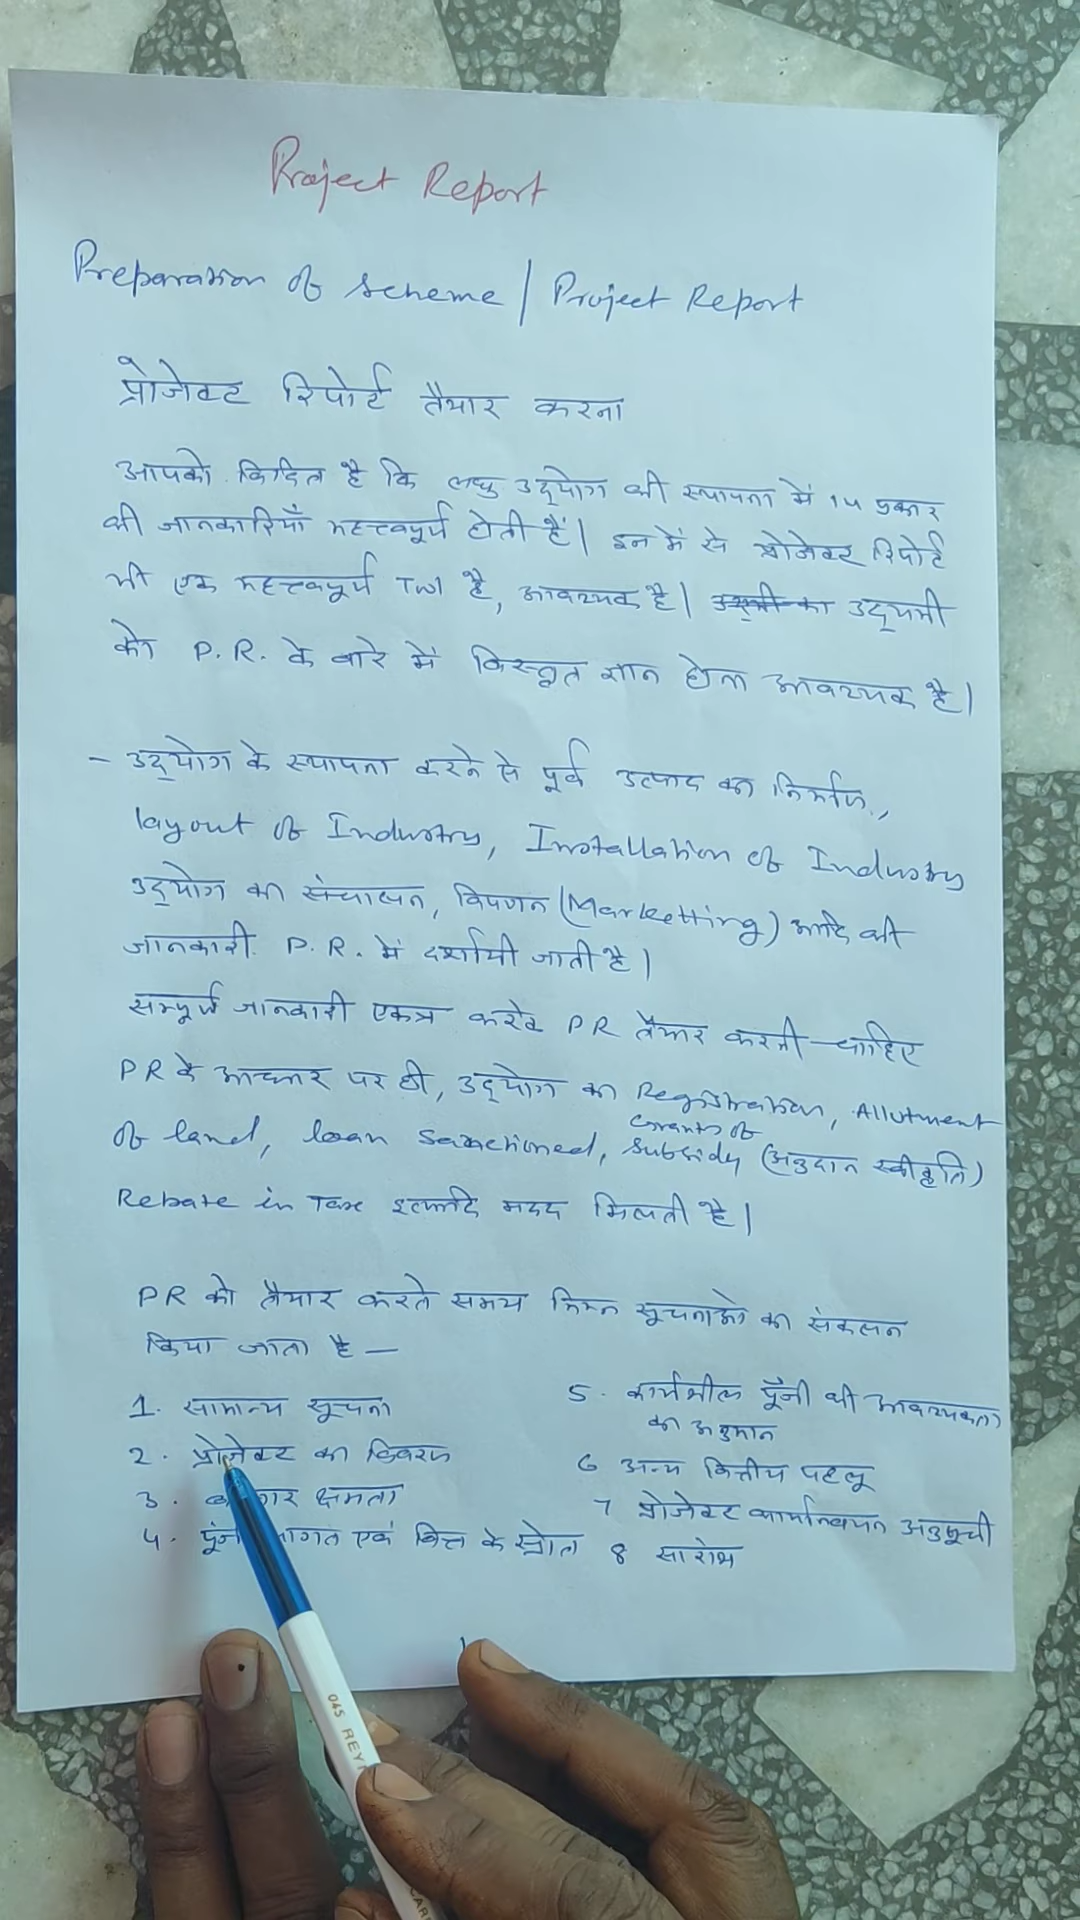 Project Report
Preparation of scheme / Project Report
प्रोजेक्ट रिपोर्ट तैयार करना
आपको विदित है कि लघु उद्योग की स्थापना में 14 प्रकार
की जानकारियाँ महत्त्वपूर्ण होती हैं। इन में से प्रोजेक्ट रिपोर्ट
भी एक महत्त्वपूर्ण है, आवश्यक है। उद्यमी
को P.R. के बारे में विस्तृत ज्ञान होना आवश्यक है।
- उद्योग के स्थापना करने से पूर्व उत्पाद का निर्माण,
layout of Industry, Installation of Industry
उद्योग का संचालन, विपणन (Marketting) आदि की
जानकारी P.R. में दर्शायी जाती है।
सम्पूर्ण जानकारी एकत्र करके PR तैयार करनी चाहिए
PR के आधार पर ही, उद्योग का Registration, Allutment
of land, loan Sanctioned, Grants of Subsidy (अनुदान स्वीकृति)
Rebate in Tax इत्यादि मदद मिलती है।
PR को तैयार करते समय निम्न सूचनाओ का संकलन
किया जाता है —
1. सामान्य सूचना
2. प्रोजेक्ट का विवरण
3. क्षमता
4. एवं वित्त के स्रोत
5. कार्यशील पूँजी की आवश्यकता
का अनुमान
6 अन्य वित्तीय पहलू
7 प्रोजेक्ट कार्यान्वयन अनुसूची
8 सारांश
045 REY